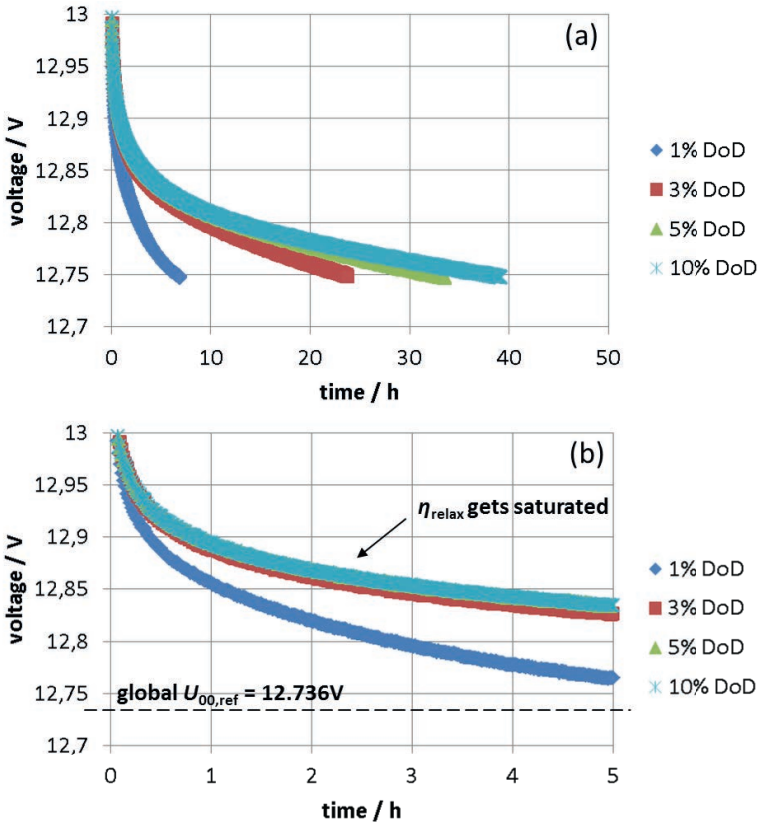 (a)
13
12,95
12,9
12,85
12,8
12,75
12,7
voltage / V
0 10 20 30 40 50
time / h
1% DoD
3% DoD
5% DoD
10% DoD
(b)
13
12,95
12,9
12,85
12,8
12,75
12,7
voltage / V
ηrelax gets saturated
global U00,ref = 12.736V
0 1 2 3 4 5
time / h
1% DoD
3% DoD
5% DoD
10% DoD